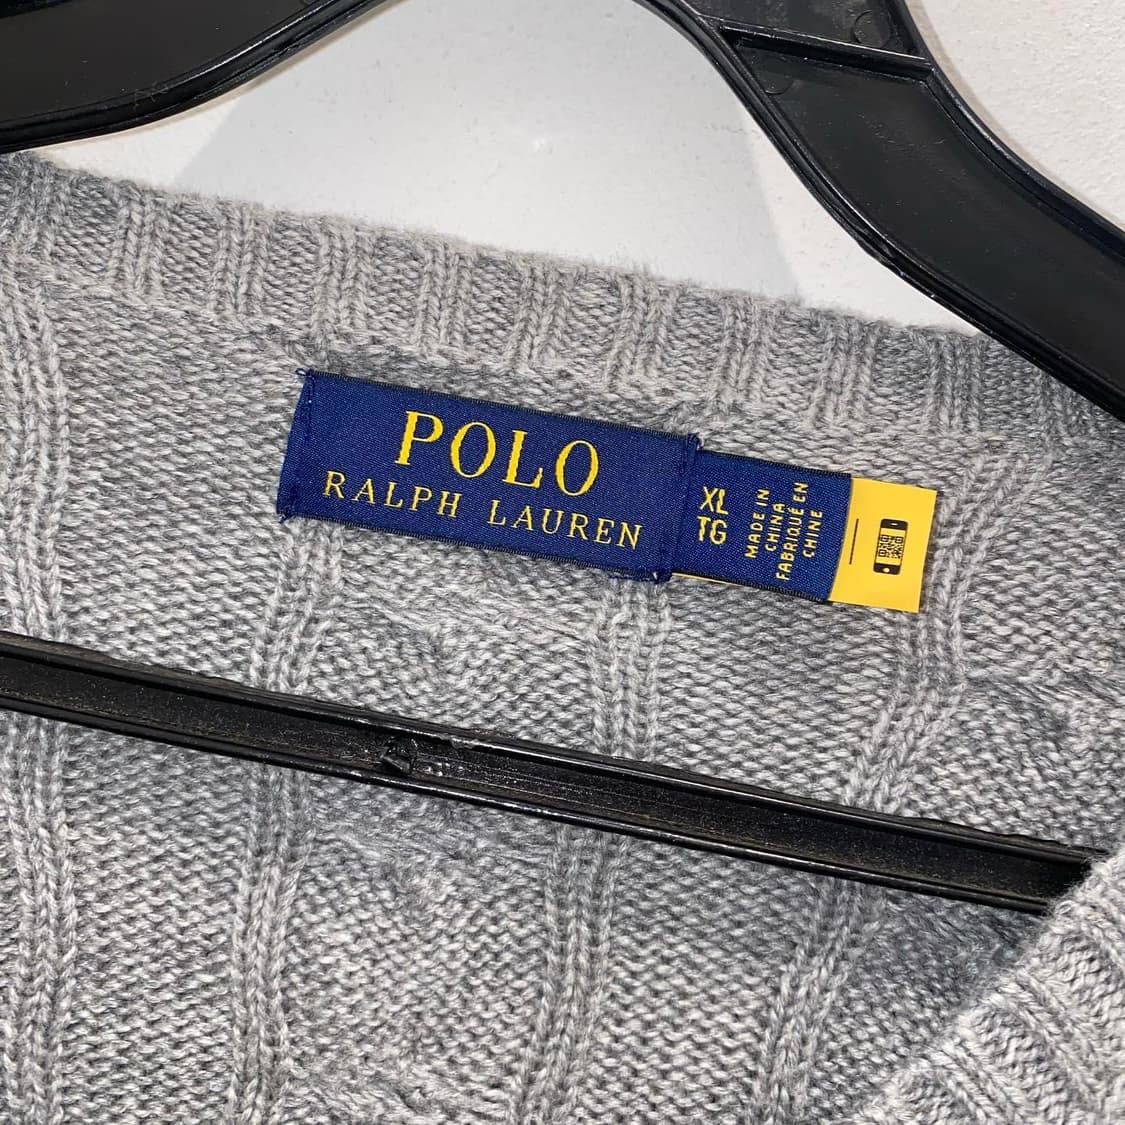 POLO
RALPH LAUREN
XL
TG
MADE IN
CHINA
FABRIQUÉ EN
CHINE